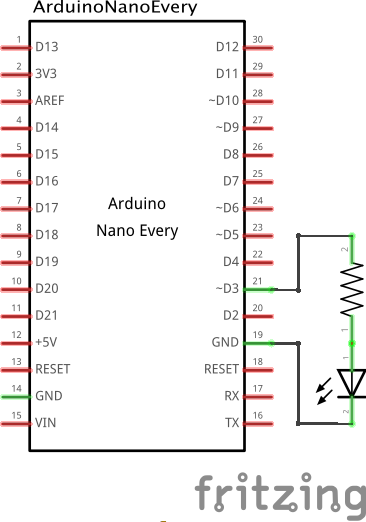 ArduinoNanoEvery
1 D13 D12 30
2 3V3 D11 29
3 AREF ~D10 28
4 D14 ~D9 27
5 D15 D8 26
6 D16 D7 25
7 D17 ~D6 24
8 D18 ~D5 23
9 D19 D4 22
10 D20 ~D3 21
11 D21 D2 20
12 +5V GND 19
13 RESET RESET 18
14 GND RX 17
15 VIN TX 16
Arduino
Nano Every
2
1
1
2
fritzing